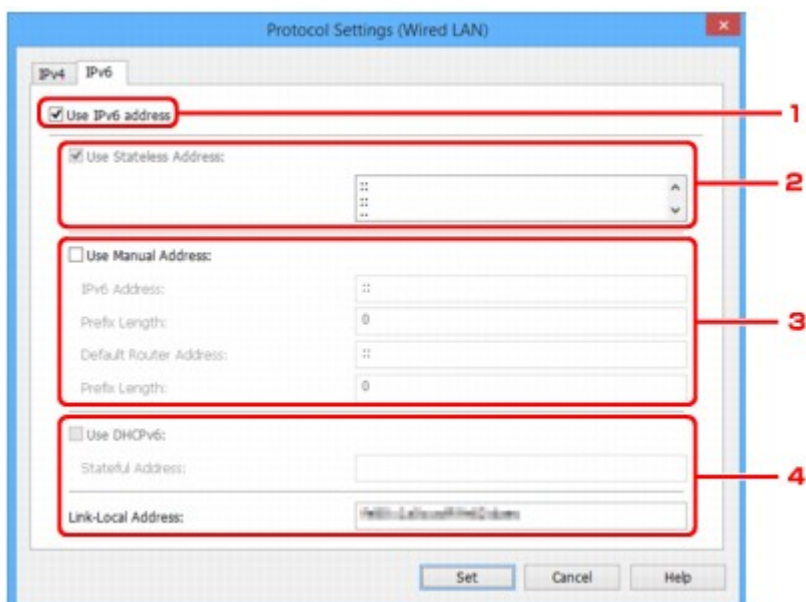 Protocol Settings (Wired LAN)
IPv4 IPv6
Use IPv6 address
1
Use Stateless Address:
::
::
::
2
Use Manual Address:
IPv6 Address: ::
Prefix Length: 0
3
Default Router Address: ::
Prefix Length: 0
Use DHCPv6:
Stateful Address:
4
Link-Local Address:
Set Cancel Help